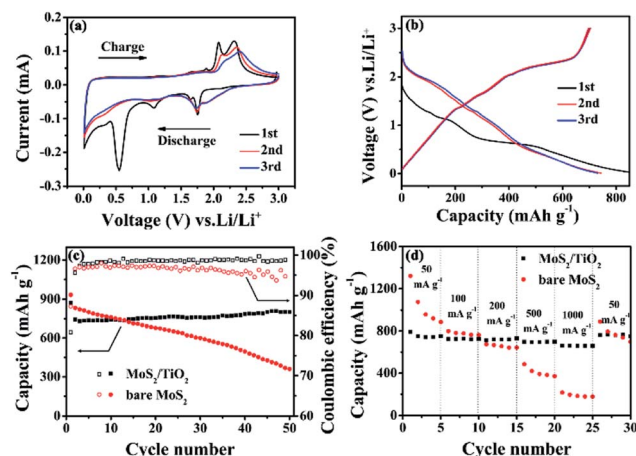 (a)
Charge
Discharge
1st
2nd
3rd
Current (mA)
0.2
0.1
0.0
-0.1
-0.2
-0.3
0.0 0.5 1.0 1.5 2.0 2.5 3.0
Voltage (V) vs.Li/Li+
(b)
1st
2nd
3rd
Voltage (V) vs.Li/Li+
3
2
1
0
0 200 400 600 800
Capacity (mAh g-1)
(c)
MoS2/TiO2
bare MoS2
Capacity (mAh g-1)
1200
900
600
300
0
Coulombic efficiency (%)
100
90
80
70
60
0 10 20 30 40 50
Cycle number
(d)
MoS2/TiO2
bare MoS2
50
mA g-1
100
mA g-1
200
mA g-1
500
mA g-1
1000
mA g-1
50
mA g-1
Capacity (mAh g-1)
1600
1200
800
400
0
0 5 10 15 20 25 30
Cycle number